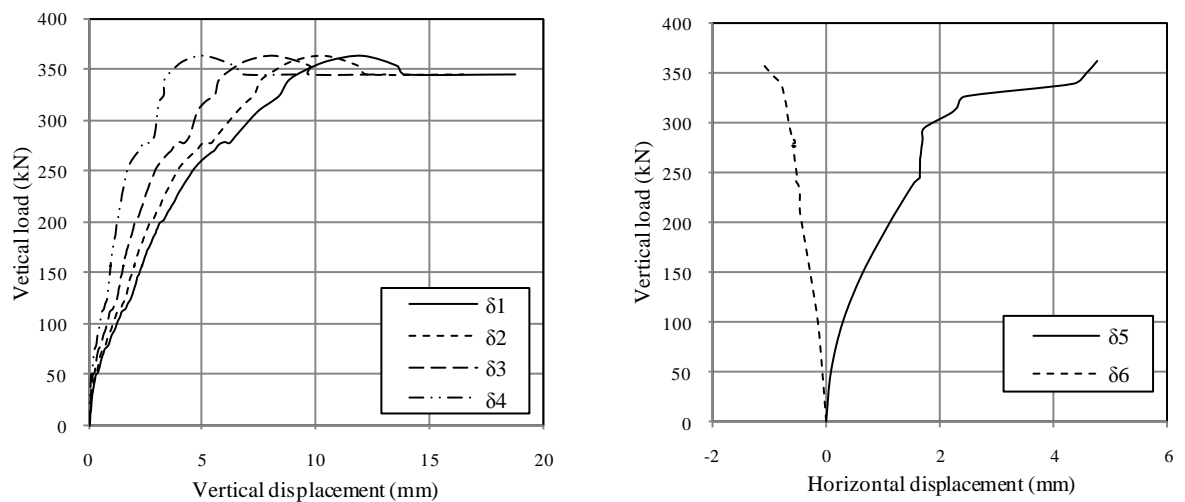 400
350
300
250
200
150
100
50
0
Vetical load (kN)
0 5 10 15 20
Vertical displacement (mm)
δ1
δ2
δ3
δ4
400
350
300
250
200
150
100
50
0
Vertical load (kN)
-2 0 2 4 6
Horizontal displacement (mm)
δ5
δ6